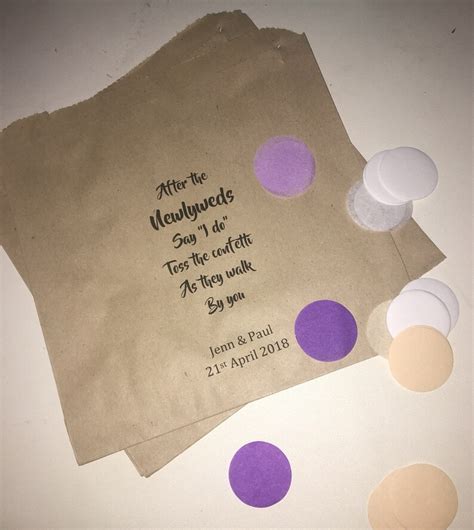 After the
Newlyweds
Say "I do"
Toss the confetti
As they walk
By you
Jenn & Paul
21st April 2018